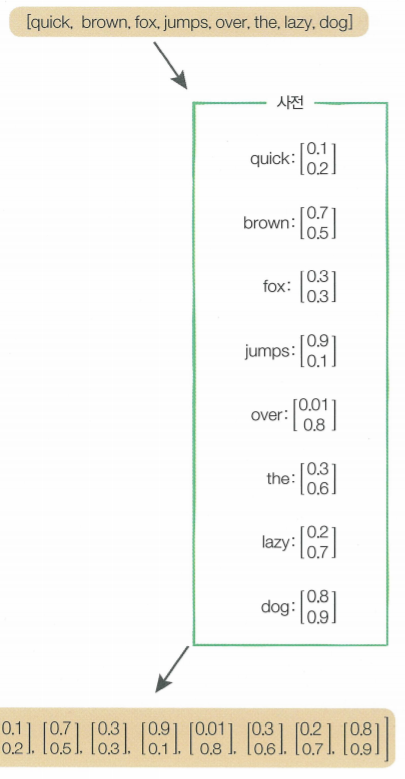 [quick, brown, fox, jumps, over, the, lazy, dog]
사전
quick: [0.1
0.2]
brown: [0.7
0.5]
fox: [0.3
0.3]
jumps: [0.9
0.1]
over: [0.01
0.8]
the: [0.3
0.6]
lazy: [0.2
0.7]
dog: [0.8
0.9]
0.1], [0.7], [0.3], [0.9], [0.01], [0.3], [0.2], [0.8]]
0.2], [0.5], [0.3], [0.1], [0.8], [0.6], [0.7], [0.9]]